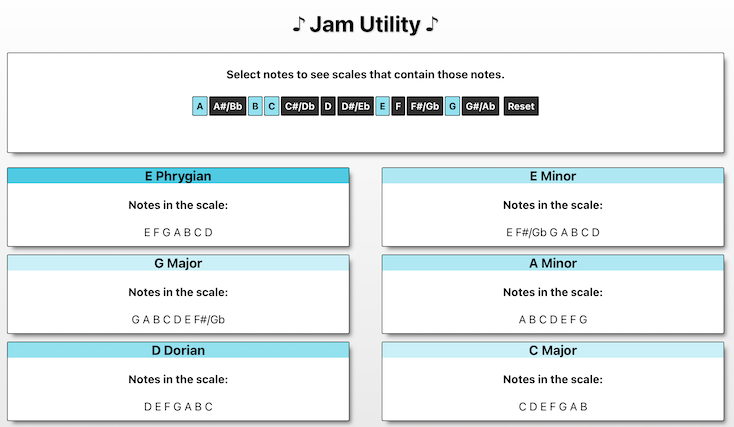 ♪ Jam Utility ♪
Select notes to see scales that contain those notes.
A A#/Bb B C C#/Db D D#/Eb E F F#/Gb G G#/Ab Reset
E Phrygian
Notes in the scale:
E F G A B C D
E Minor
Notes in the scale:
E F#/Gb G A B C D
G Major
Notes in the scale:
G A B C D E F#/Gb
A Minor
Notes in the scale:
A B C D E F G
D Dorian
Notes in the scale:
D E F G A B C
C Major
Notes in the scale:
C D E F G A B